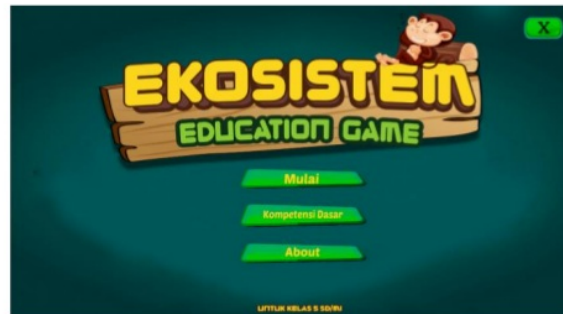 X
EKOSISTEM
EDUCATION GAME
Mulai
Kompetensi Dasar
About
UNTUK KELAS 5 SD/MI